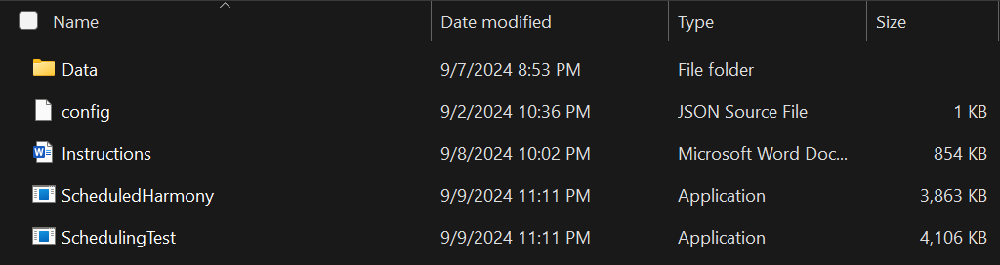 Name Date modified Type Size
Data 9/7/2024 8:53 PM File folder
config 9/2/2024 10:36 PM JSON Source File 1 KB
Instructions 9/8/2024 10:02 PM Microsoft Word Doc... 854 KB
ScheduledHarmony 9/9/2024 11:11 PM Application 3,863 KB
SchedulingTest 9/9/2024 11:11 PM Application 4,106 KB